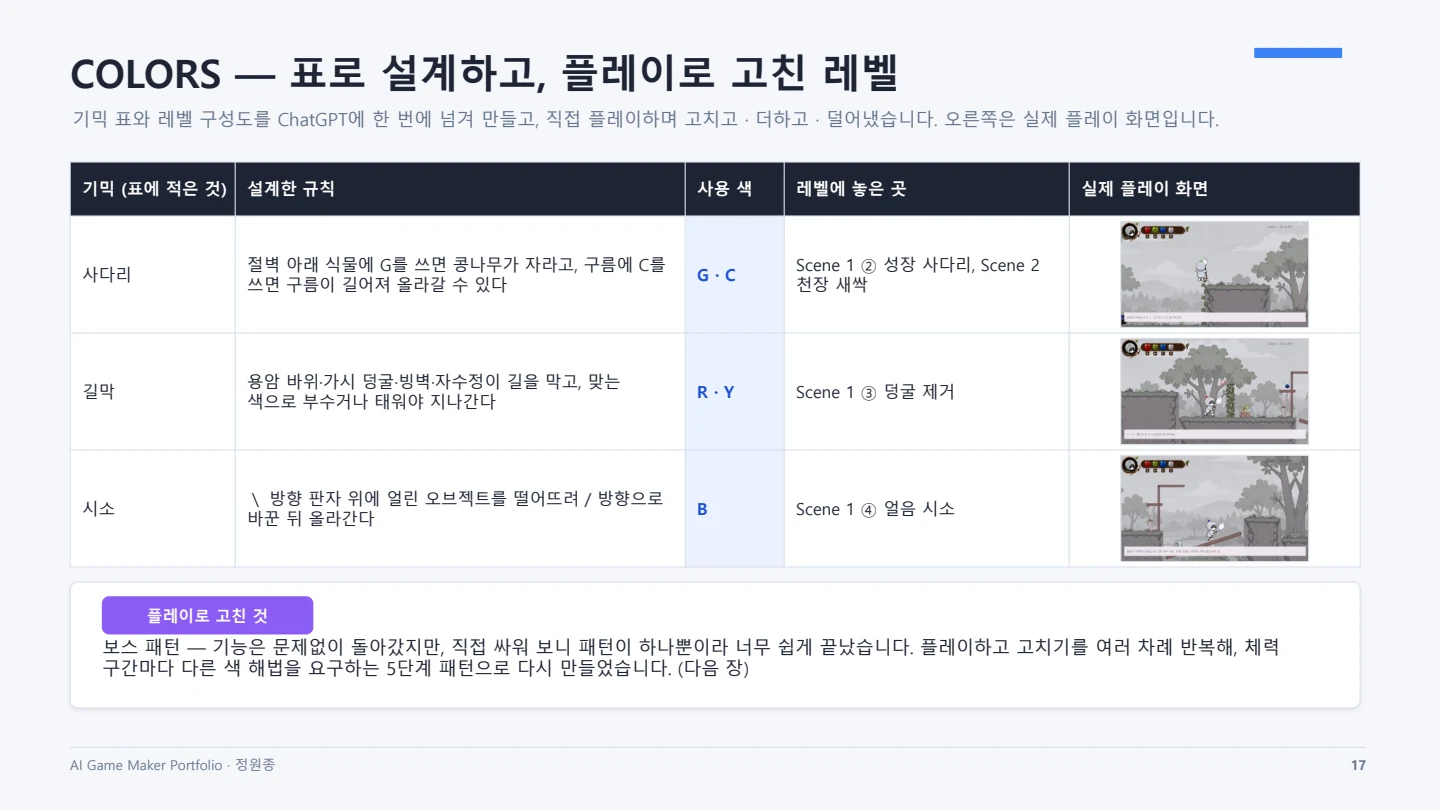 COLORS — 표로 설계하고, 플레이로 고친 레벨
기믹 표와 레벨 구성도를 ChatGPT에 한 번에 넘겨 만들고, 직접 플레이하며 고치고 · 더하고 · 덜어냈습니다. 오른쪽은 실제 플레이 화면입니다.
기믹 (표에 적은 것) 설계한 규칙 사용 색 레벨에 놓은 곳 실제 플레이 화면
사다리
절벽 아래 식물에 G를 쓰면 콩나무가 자라고, 구름에 C를
쓰면 구름이 길어져 올라갈 수 있다
G · C
Scene 1 ② 성장 사다리, Scene 2
천장 새싹
길막
용암 바위·가시 덩굴·빙벽·자수정이 길을 막고, 맞는
색으로 부수거나 태워야 지나간다
R · Y
Scene 1 ③ 덩굴 제거
시소
\ 방향 판자 위에 얼린 오브젝트를 떨어뜨려 / 방향으로
바꾼 뒤 올라간다
B
Scene 1 ④ 얼음 시소
플레이로 고친 것
보스 패턴 — 기능은 문제없이 돌아갔지만, 직접 싸워 보니 패턴이 하나뿐이라 너무 쉽게 끝났습니다. 플레이하고 고치기를 여러 차례 반복해, 체력
구간마다 다른 색 해법을 요구하는 5단계 패턴으로 다시 만들었습니다. (다음 장)
AI Game Maker Portfolio · 정원종
17